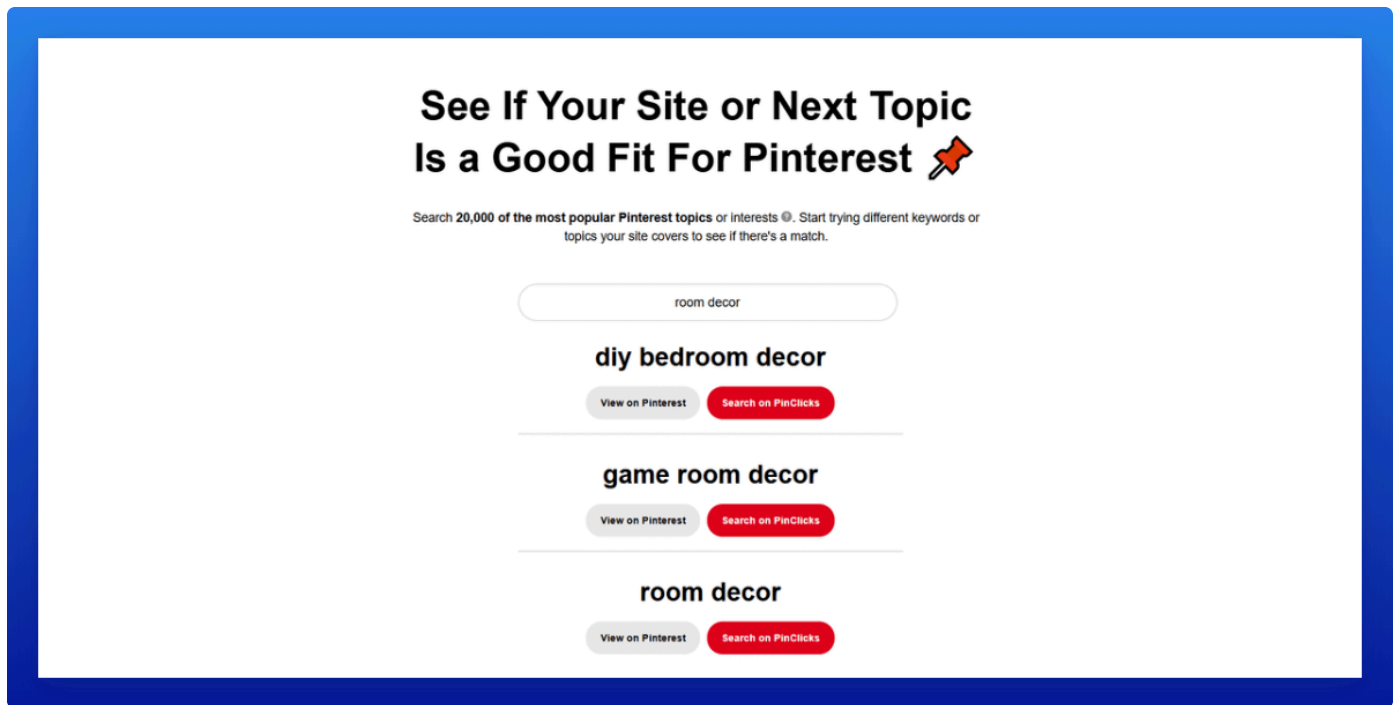 See If Your Site or Next Topic
Is a Good Fit For Pinterest 📌
Search 20,000 of the most popular Pinterest topics or interests ?. Start trying different keywords or
topics your site covers to see if there's a match.
room decor
diy bedroom decor
View on Pinterest Search on PinClicks
game room decor
View on Pinterest Search on PinClicks
room decor
View on Pinterest Search on PinClicks